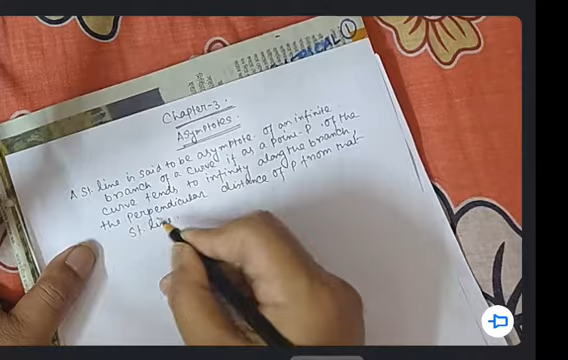 1
Chapter-3.
Asymptotes.
A St. line is said to be asymptote of an infinite
branch of a curve if as a point P, of the
curve tends to infinity along the branch,
the perpendicular distance of P from that
St. line.